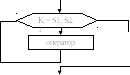 K := S1, S2
оператор